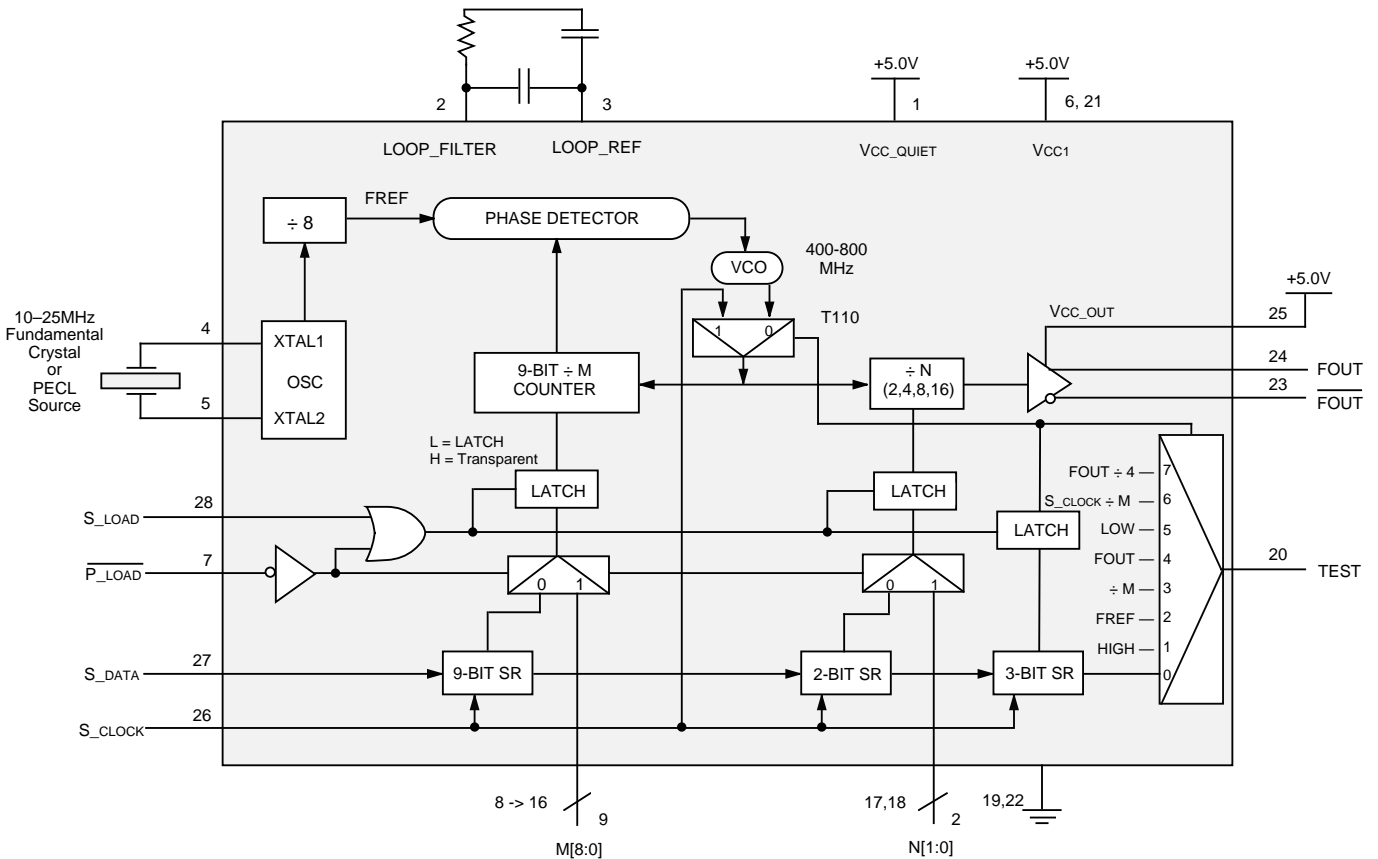 +5.0V
+5.0V
2
3
1
6, 21
LOOP_FILTER
LOOP_REF
VCC_QUIET
VCC1
÷ 8
FREF
PHASE DETECTOR
VCO
400-800
MHz
+5.0V
VCC_OUT
25
T110
1
0
10–25MHz
Fundamental
Crystal
or
PECL
Source
4
5
XTAL1
OSC
XTAL2
9-BIT ÷ M
COUNTER
÷ N
(2,4,8,16)
24
FOUT
23
FOUT
L = LATCH
H = Transparent
LATCH
LATCH
LATCH
FOUT ÷ 4 — 7
S_CLOCK ÷ M — 6
LOW — 5
FOUT — 4
÷ M — 3
FREF — 2
HIGH — 1
0
20
TEST
S_LOAD
28
P_LOAD
7
0
1
0
1
S_DATA
27
9-BIT SR
2-BIT SR
3-BIT SR
S_CLOCK
26
8 -> 16
9
M[8:0]
17,18
2
N[1:0]
19,22